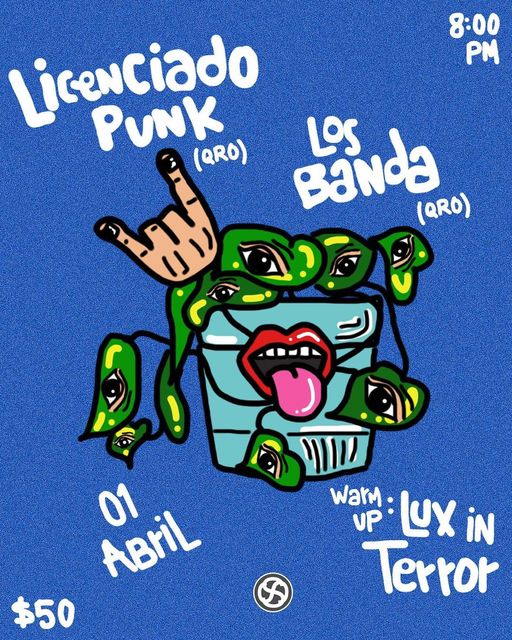 8:00
PM
Licenciado
Punk
(QRO)
Los
Banda
(QRO)
01
Abril
Warm
up: Lux in
Terror
$50